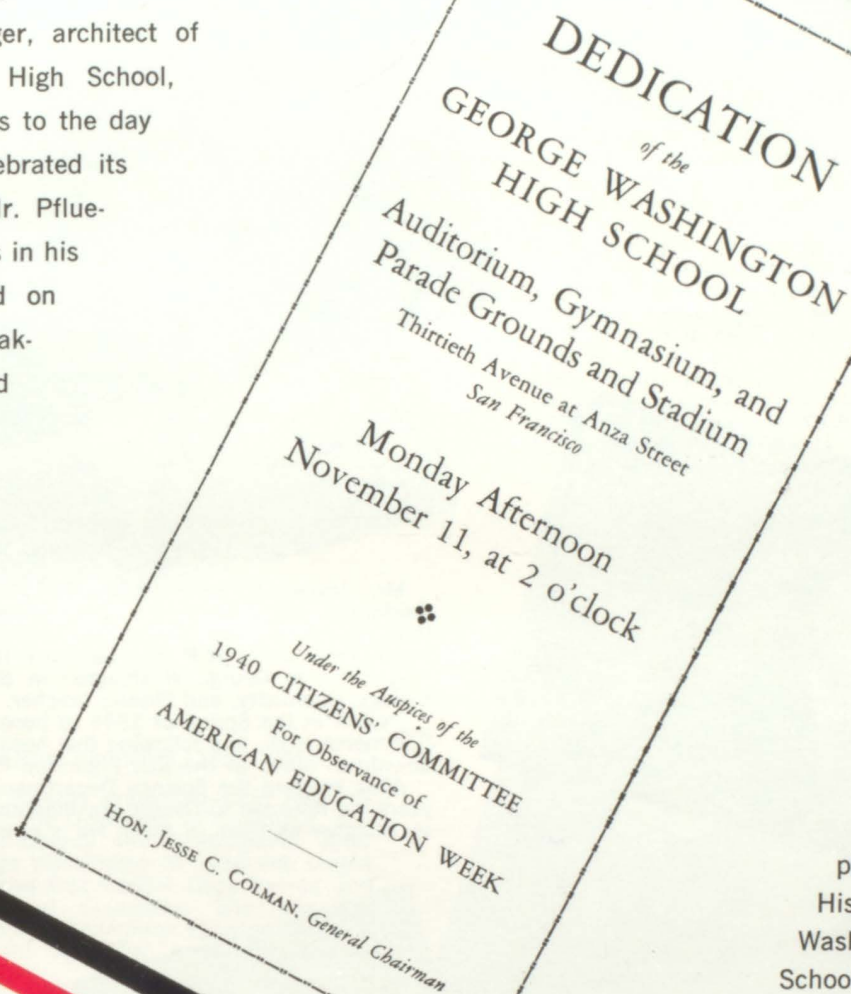 ger, architect of
High School,
s to the day
ebrated its
r. Pflue-
in his
d on
ak-
d
DEDICATION
of the
GEORGE WASHINGTON
HIGH SCHOOL
Auditorium, Gymnasium, and
Parade Grounds and Stadium
Thirtieth Avenue at Anza Street
San Francisco
Monday Afternoon
November 11, at 2 o'clock
Under the Auspices of the
1940 CITIZENS' COMMITTEE
For Observance of
AMERICAN EDUCATION WEEK
HON. JESSE C. COLMAN, General Chairman
p
His
Wash
Schoo